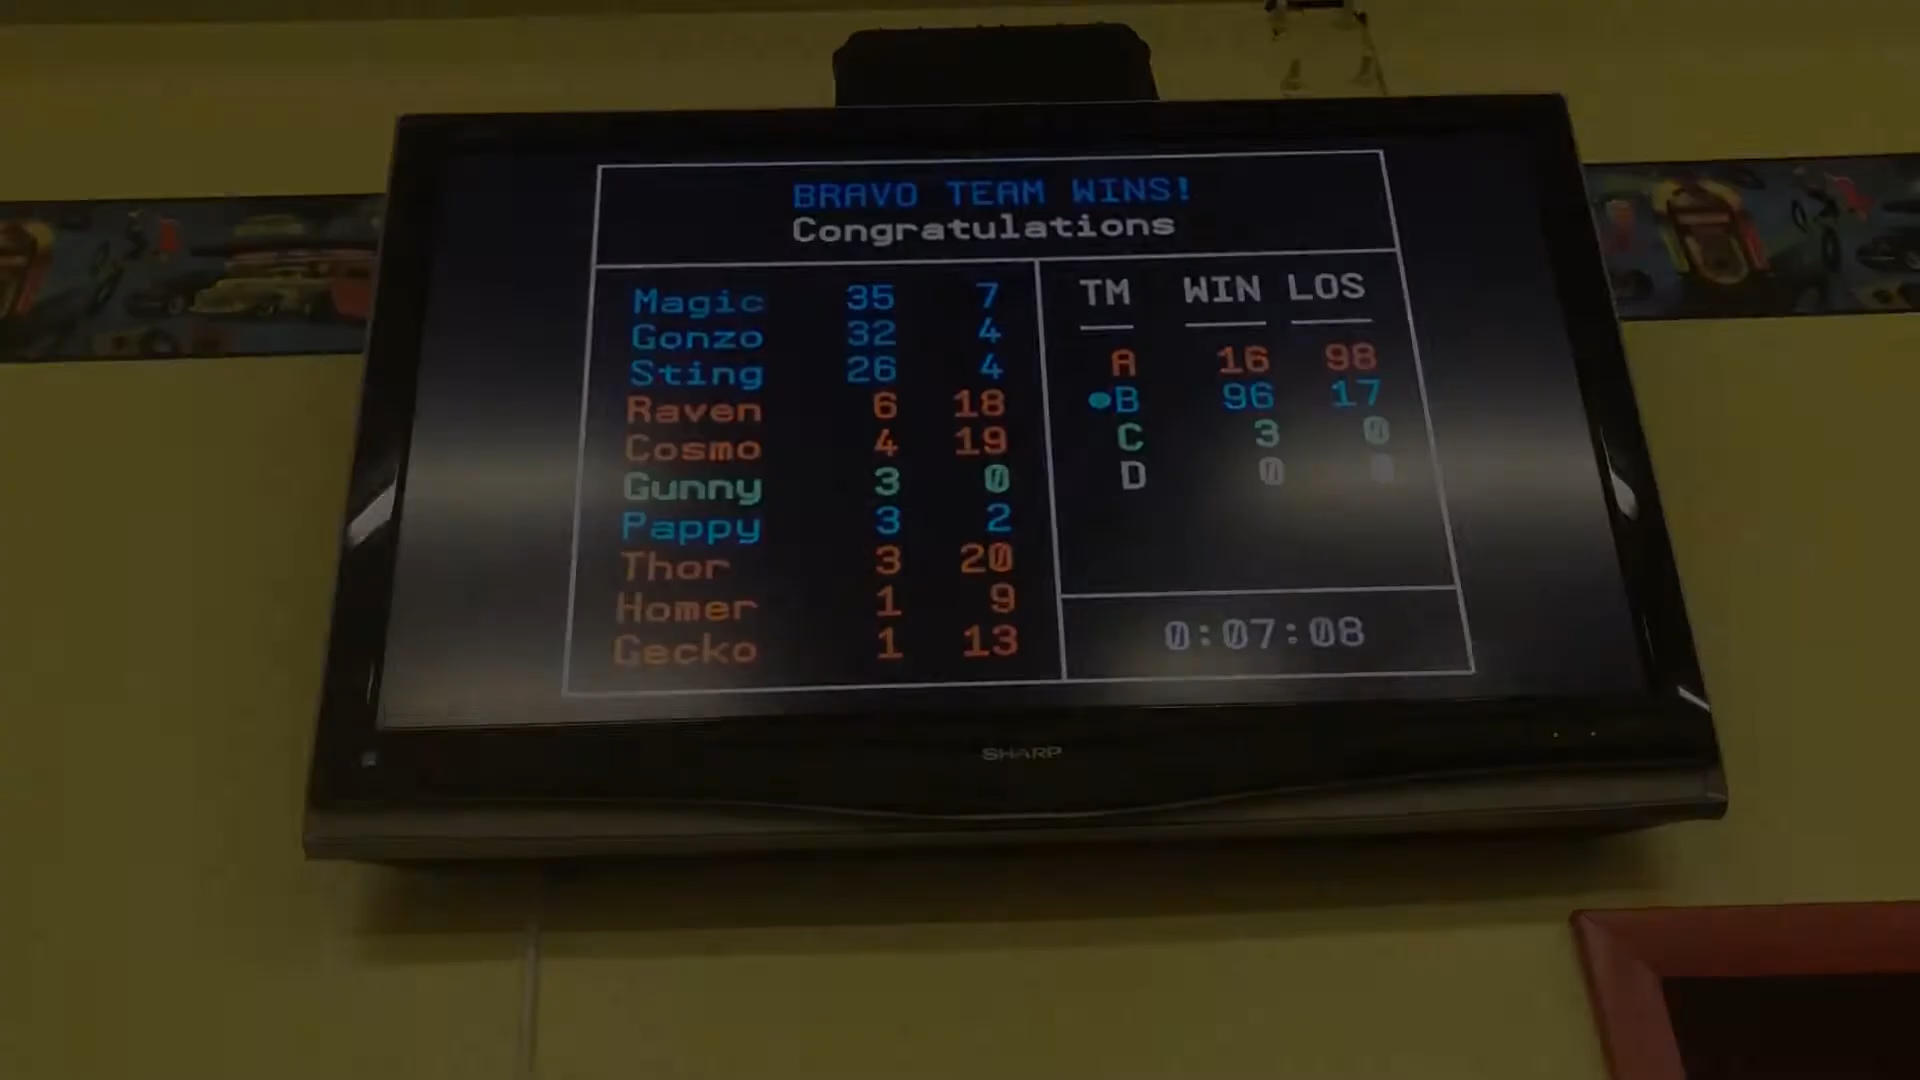 BRAVO TEAM WINS!
Congratulations
Magic 35 7
Gonzo 32 4
Sting 26 4
Raven 6 18
Cosmo 4 19
Gunny 3 0
Pappy 3 2
Thor 3 20
Homer 1 9
Gecko 1 13
TM WIN LOS
A 16 98
B 96 17
C 3 0
D 0 0
0:07:08
SHARP